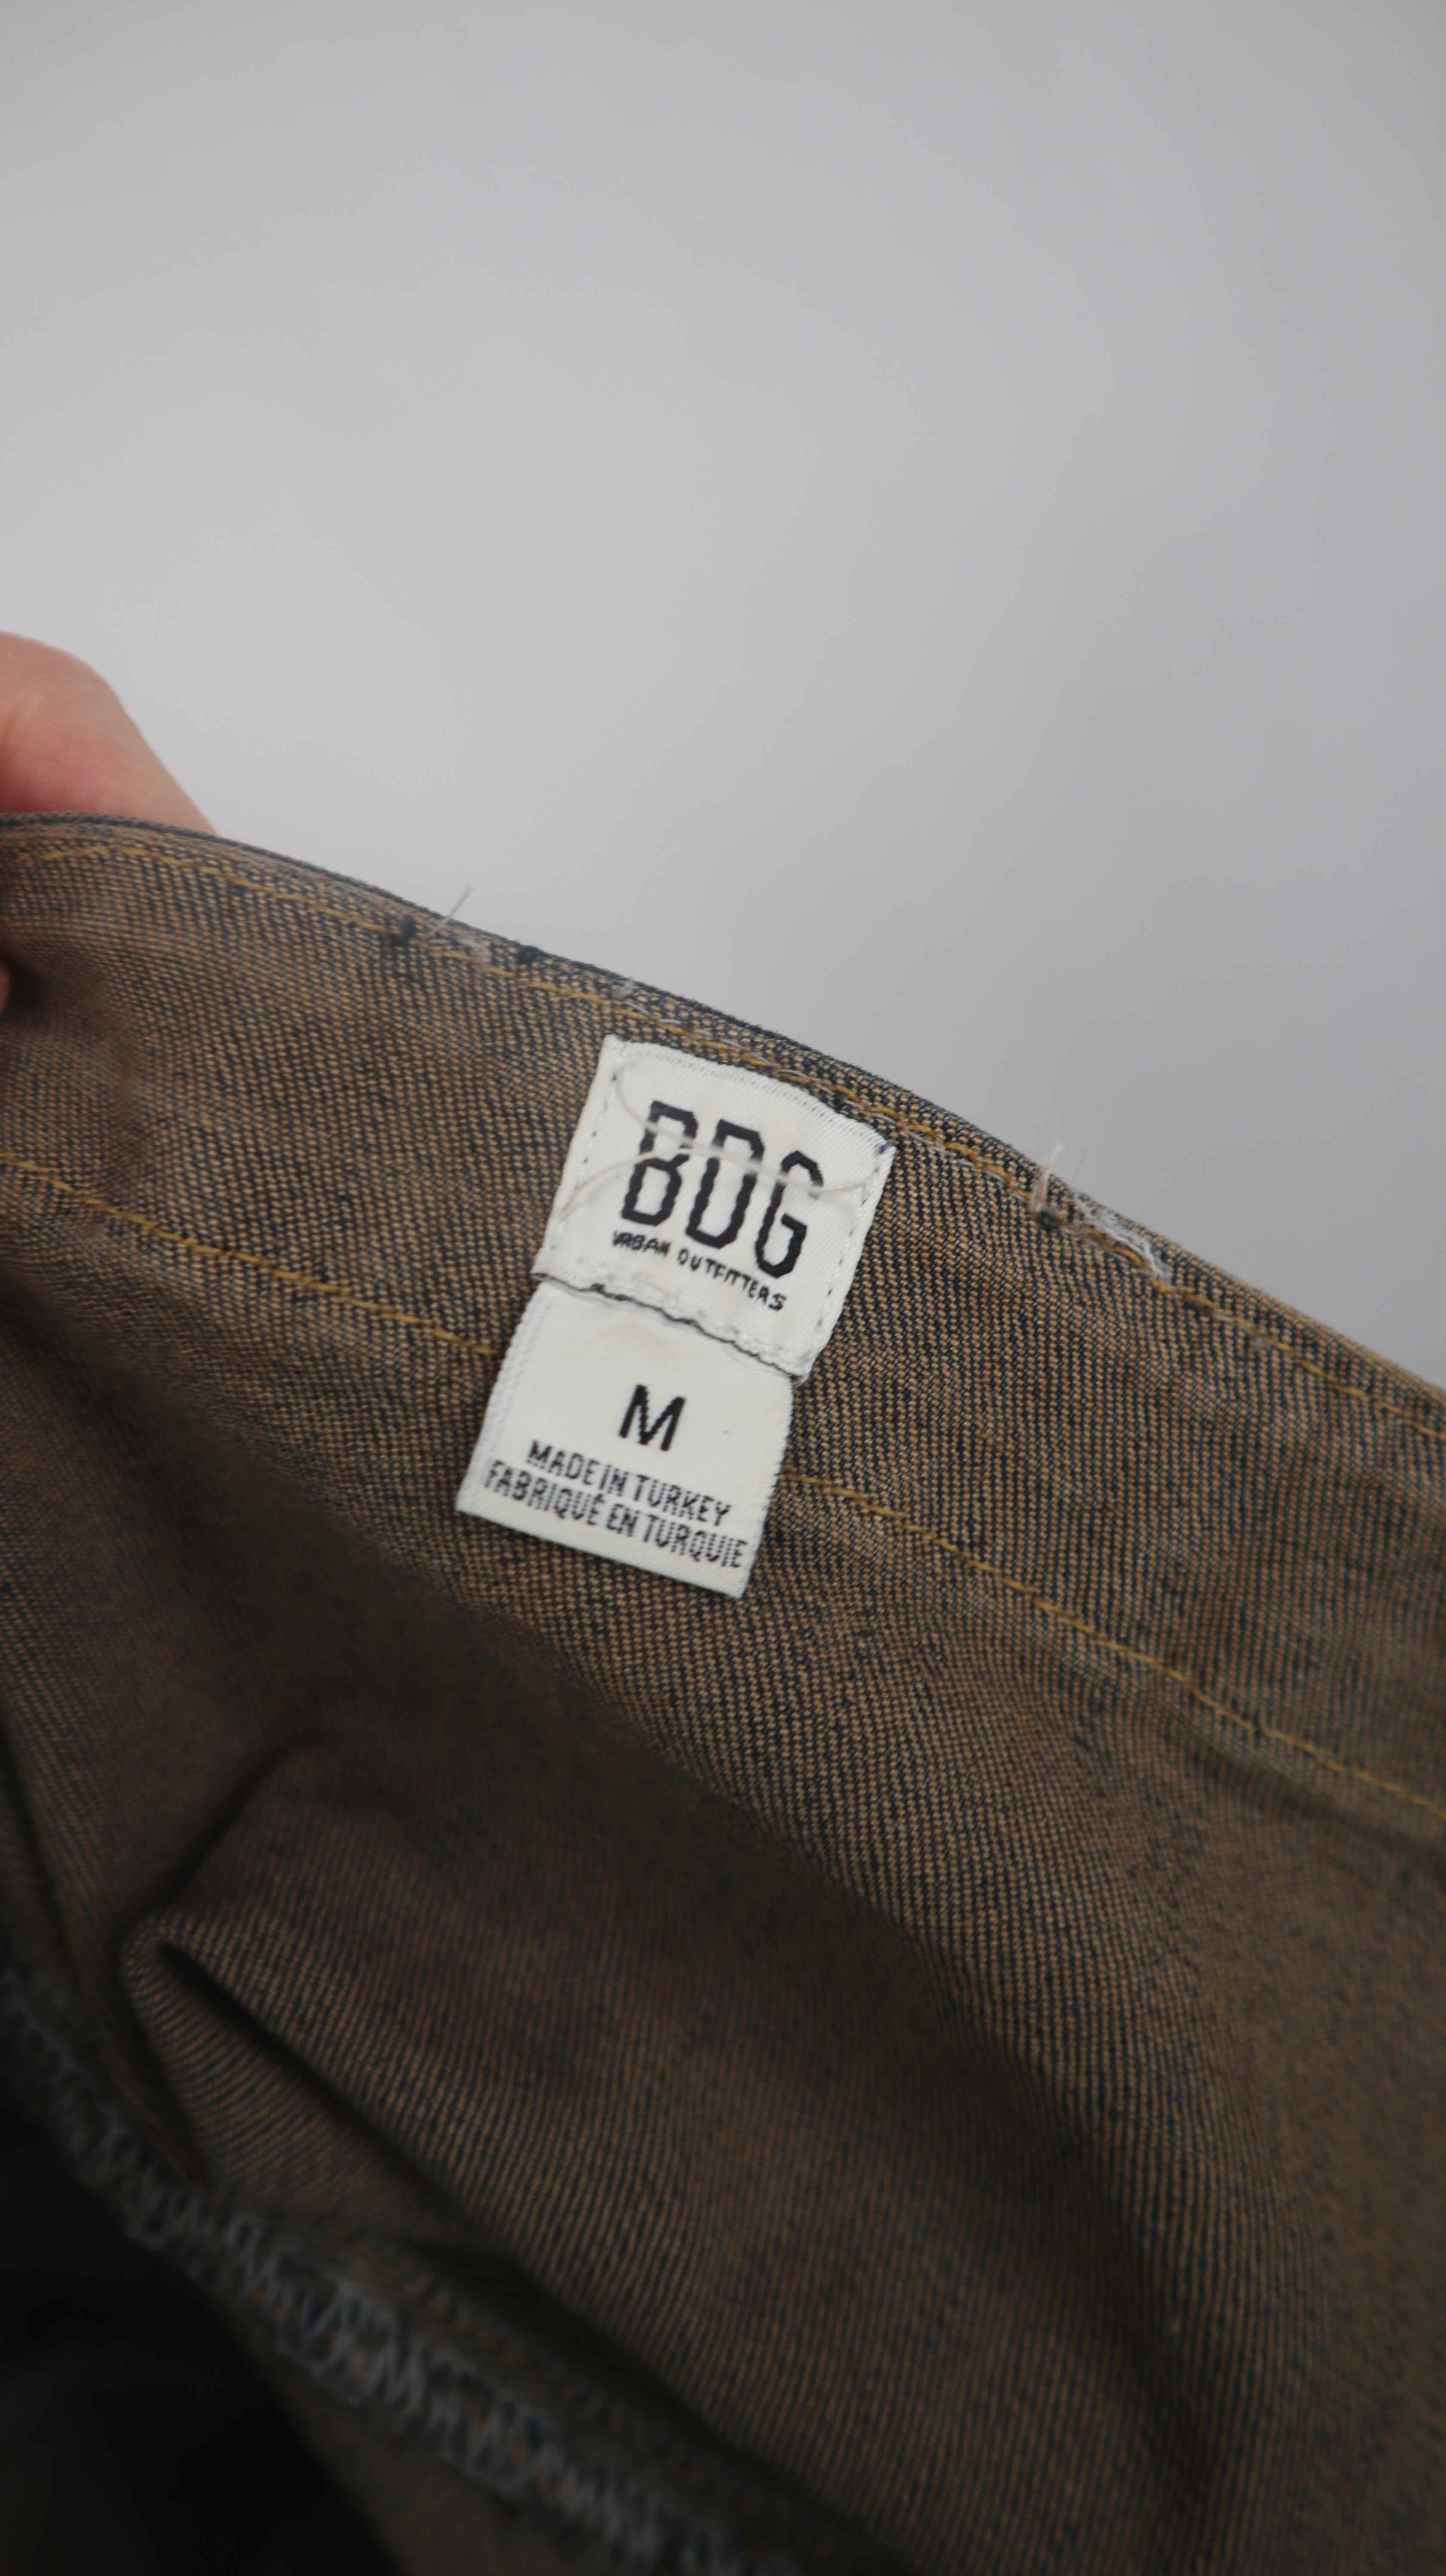 BDG
URBAN OUTFITTERS
M
MADE IN TURKEY
FABRIQUÉ EN TURQUIE